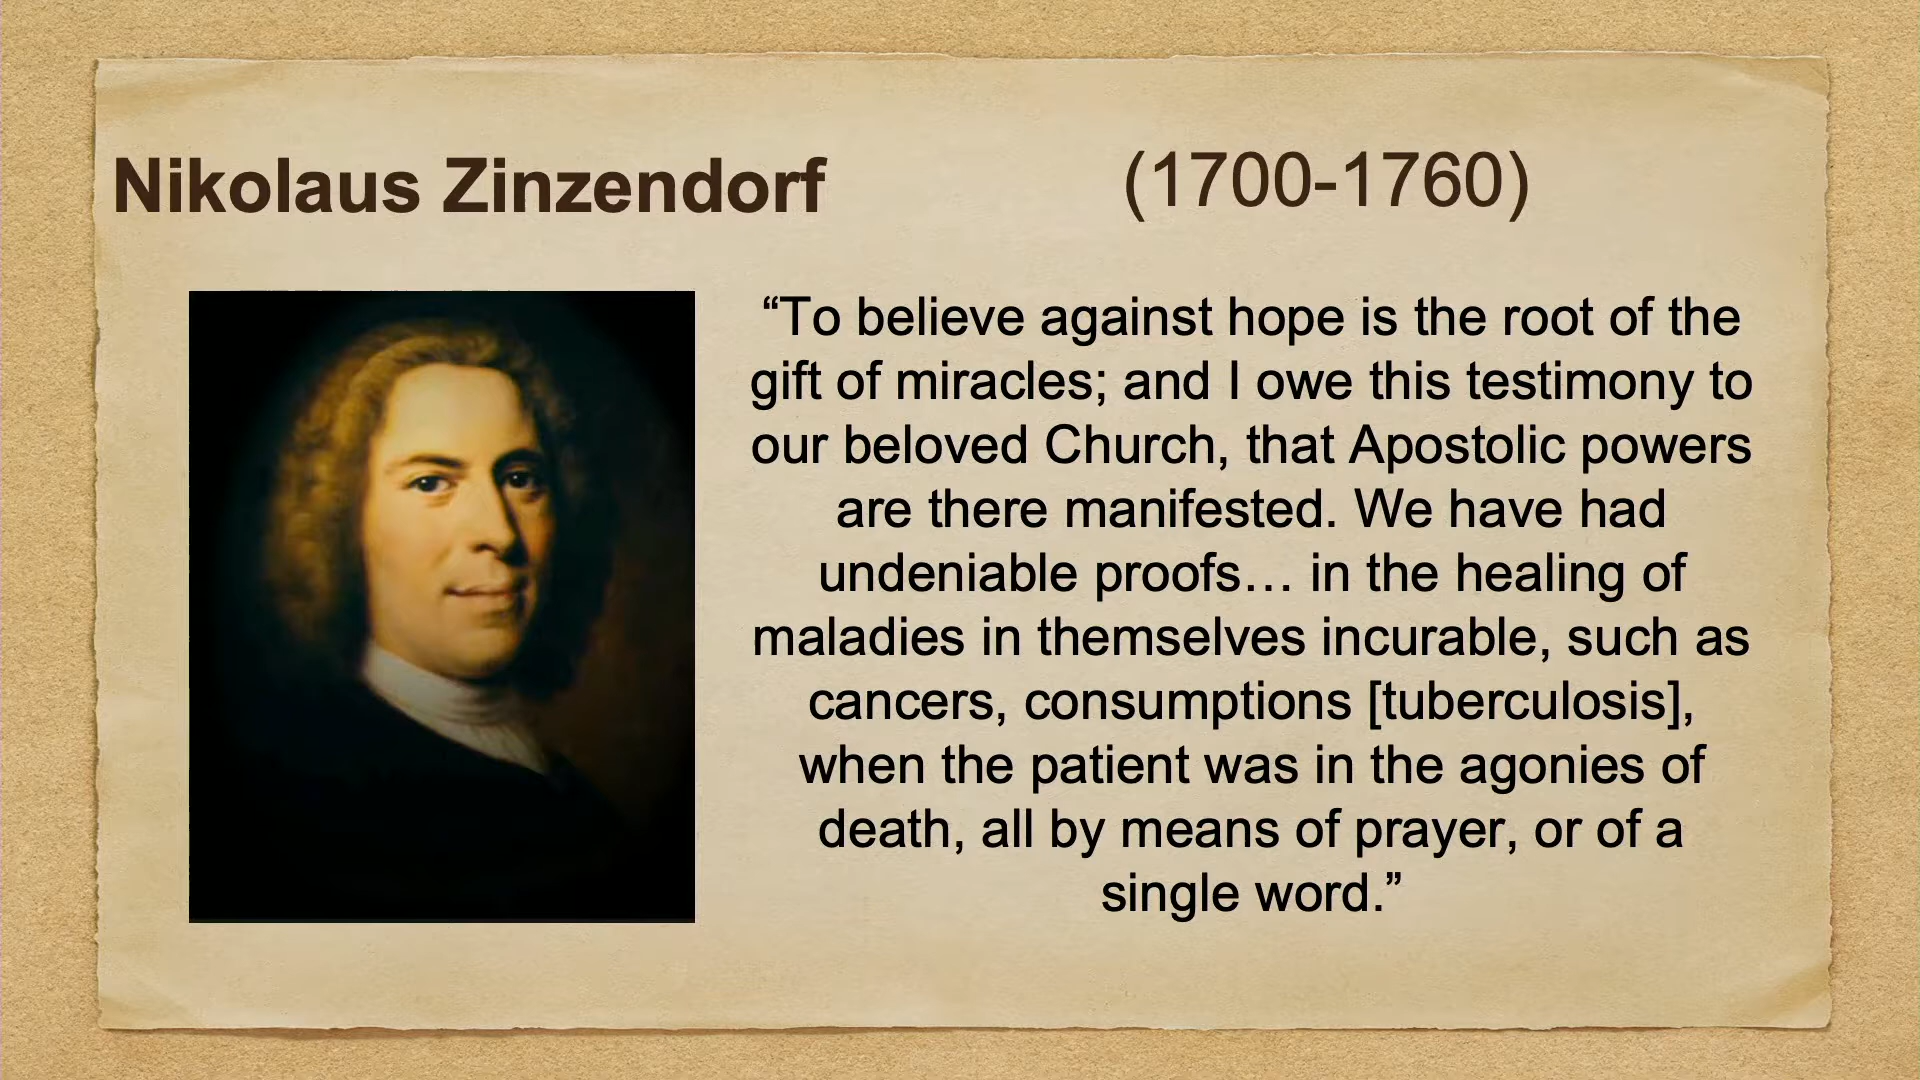 Nikolaus Zinzendorf
(1700-1760)
“To believe against hope is the root of the
gift of miracles; and I owe this testimony to
our beloved Church, that Apostolic powers
are there manifested. We have had
undeniable proofs… in the healing of
maladies in themselves incurable, such as
cancers, consumptions [tuberculosis],
when the patient was in the agonies of
death, all by means of prayer, or of a
single word.”